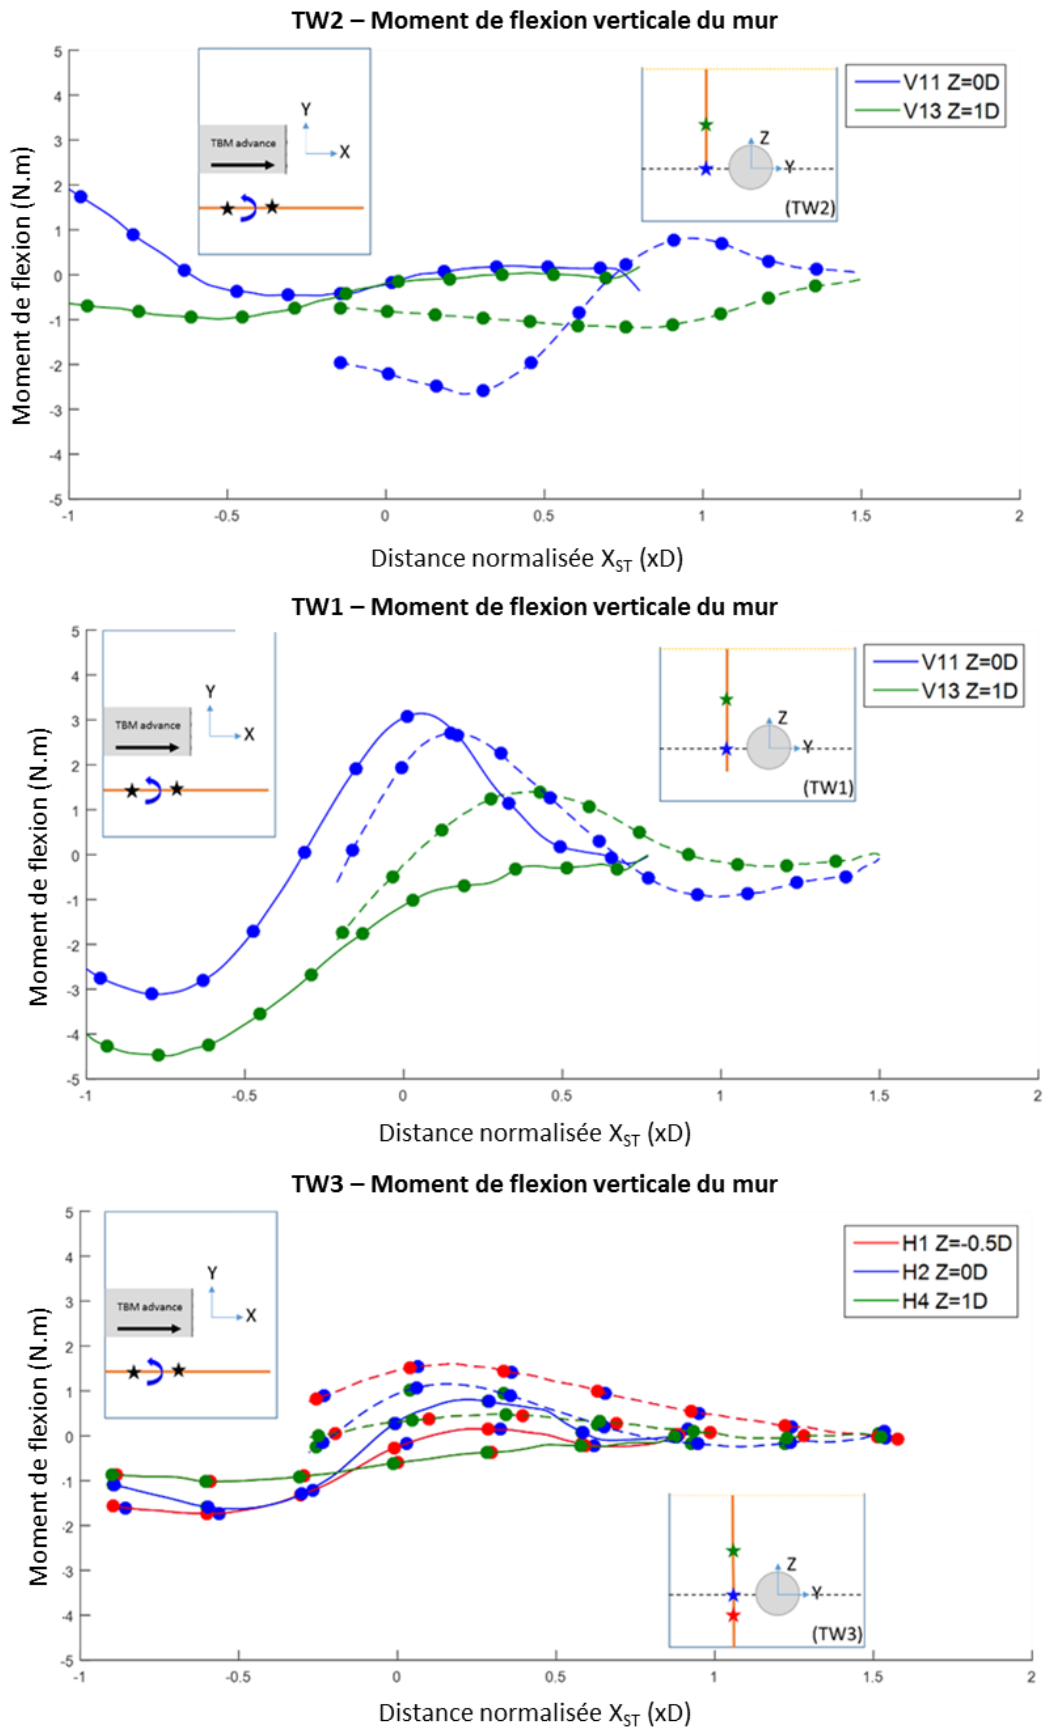 TW2 – Moment de flexion verticale du mur
5
4
3
2
1
0
-1
-2
-3
-4
-5
Moment de flexion (N.m)
TBM advance
Y
X
Z
Y
(TW2)
V11 Z=0D
V13 Z=1D
-1 -0.5 0 0.5 1 1.5 2
Distance normalisée X_ST (xD)
TW1 – Moment de flexion verticale du mur
5
4
3
2
1
0
-1
-2
-3
-4
-5
Moment de flexion (N.m)
TBM advance
Y
X
Z
Y
(TW1)
V11 Z=0D
V13 Z=1D
-1 -0.5 0 0.5 1 1.5 2
Distance normalisée X_ST (xD)
TW3 – Moment de flexion verticale du mur
5
4
3
2
1
0
-1
-2
-3
-4
-5
Moment de flexion (N.m)
TBM advance
Y
X
H1 Z=-0.5D
H2 Z=0D
H4 Z=1D
Z
Y
(TW3)
-1 -0.5 0 0.5 1 1.5 2
Distance normalisée X_ST (xD)